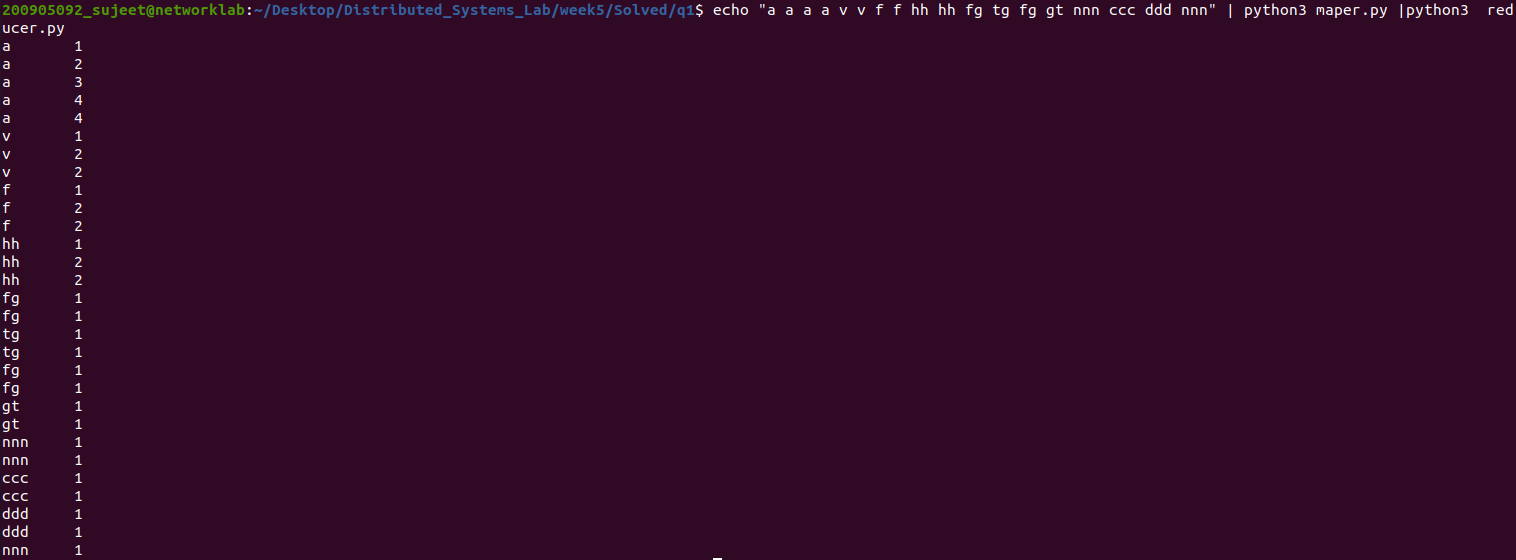 200905092_sujeet@networklab:~/Desktop/Distributed_Systems_Lab/week5/Solved/q1$ echo "a a a a v v f f hh hh fg tg fg gt nnn ccc ddd nnn" | python3 maper.py |python3  red
ucer.py
a       1
a       2
a       3
a       4
a       4
v       1
v       2
v       2
f       1
f       2
f       2
hh      1
hh      2
hh      2
fg      1
fg      1
tg      1
tg      1
fg      1
fg      1
gt      1
gt      1
nnn     1
nnn     1
ccc     1
ccc     1
ddd     1
ddd     1
nnn     1